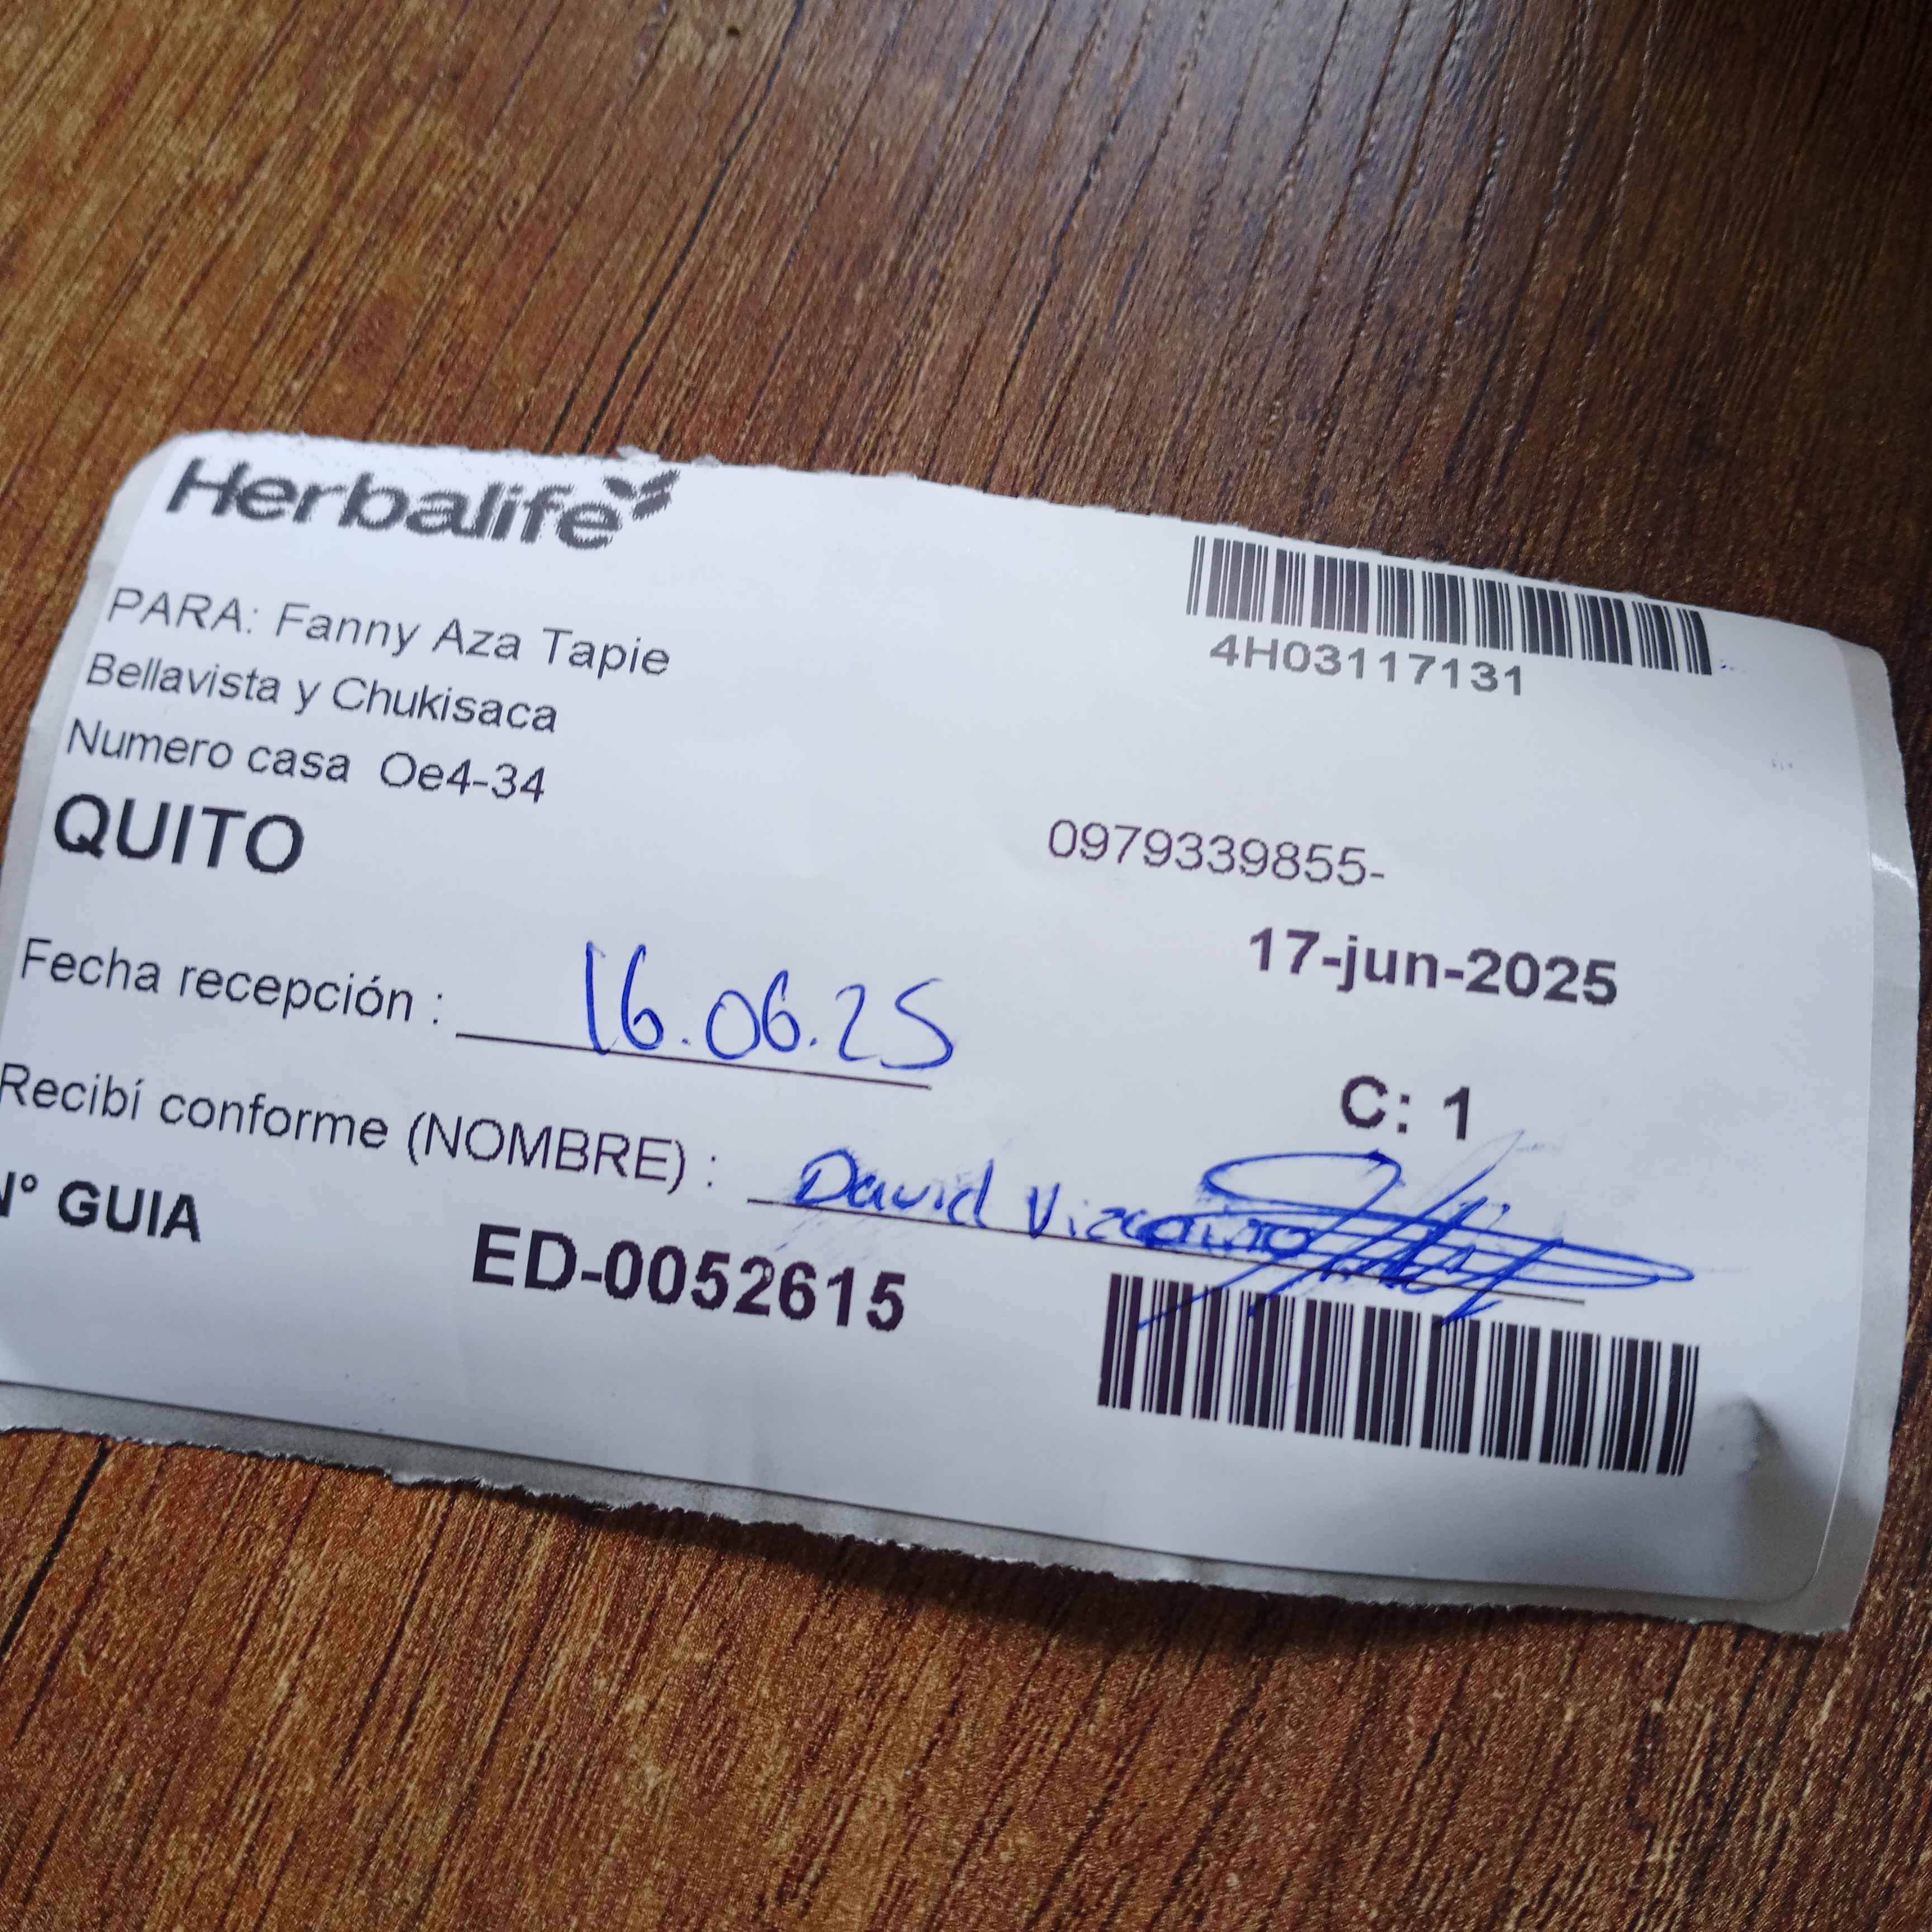 Herbalife
4H03117131
PARA: Fanny Aza Tapie
Bellavista y Chukisaca
Numero casa Oe4-34
QUITO
0979339855-
17-jun-2025
Fecha recepción : 16.06.25
C: 1
Recibí conforme (NOMBRE) : David Vizcaino
N° GUIA
ED-0052615